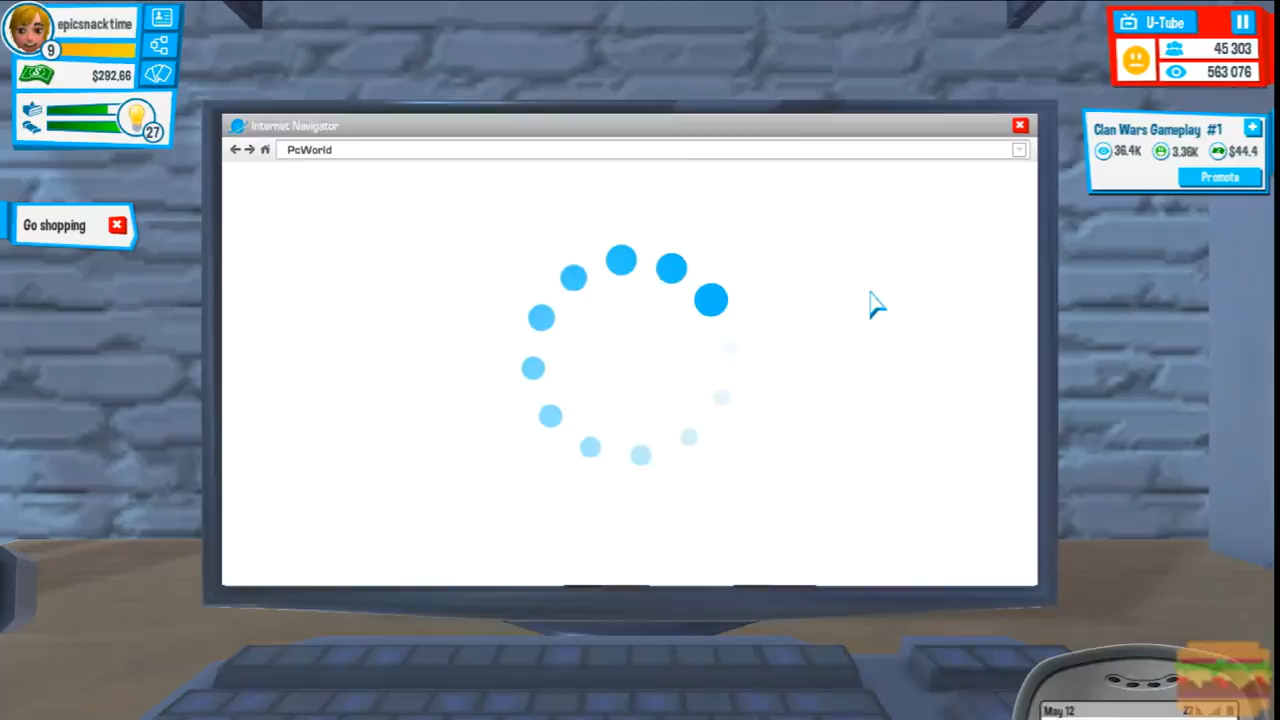 epicsnacktime
9
$292,66
27
Go shopping
Internet Navigator
PcWorld
U-Tube
45 303
563 076
Clan Wars Gameplay #1
36.4K 3.36K $44.4
Promote
May 12